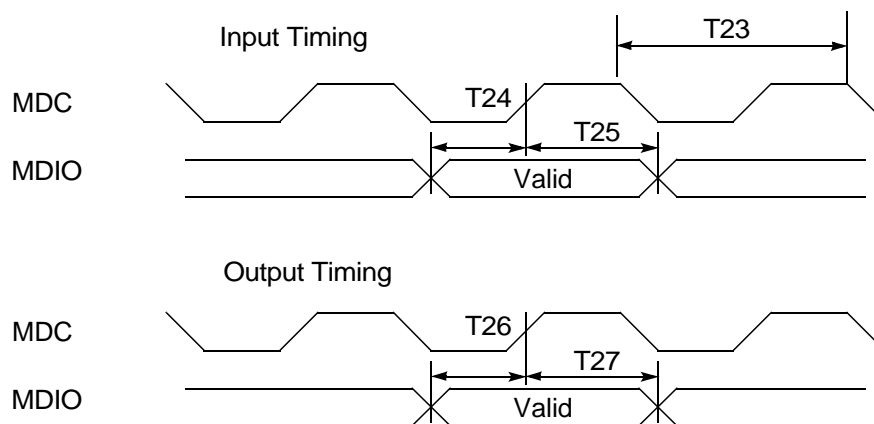 Input Timing
T23
MDC
T24
T25
MDIO
Valid
Output Timing
MDC
T26
T27
MDIO
Valid